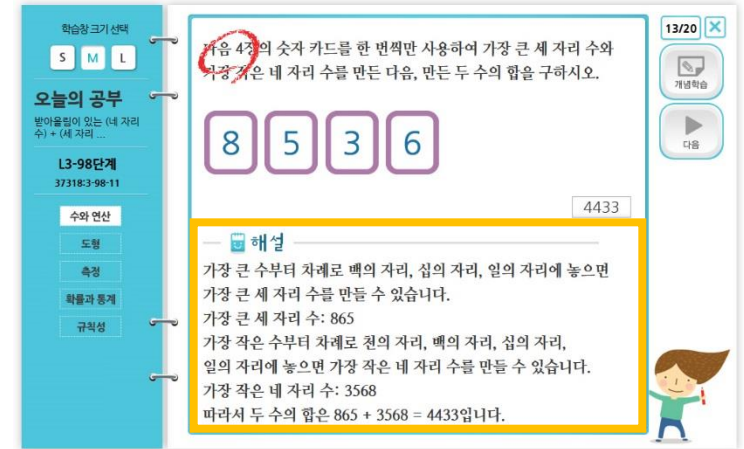 학습창 크기 선택
S M L
오늘의 공부
받아올림이 있는 (네 자리
수) + (세 자리 ...
L3-98단계
37318:3-98-11
수와 연산
도형
측정
확률과 통계
규칙성
다음 4장의 숫자 카드를 한 번씩만 사용하여 가장 큰 세 자리 수와
가장 작은 네 자리 수를 만든 다음, 만든 두 수의 합을 구하시오.
8 5 3 6
4433
해설
가장 큰 수부터 차례로 백의 자리, 십의 자리, 일의 자리에 놓으면
가장 큰 세 자리 수를 만들 수 있습니다.
가장 큰 세 자리 수: 865
가장 작은 수부터 차례로 천의 자리, 백의 자리, 십의 자리,
일의 자리에 놓으면 가장 작은 네 자리 수를 만들 수 있습니다.
가장 작은 네 자리 수: 3568
따라서 두 수의 합은 865 + 3568 = 4433입니다.
13/20
개념학습
다음